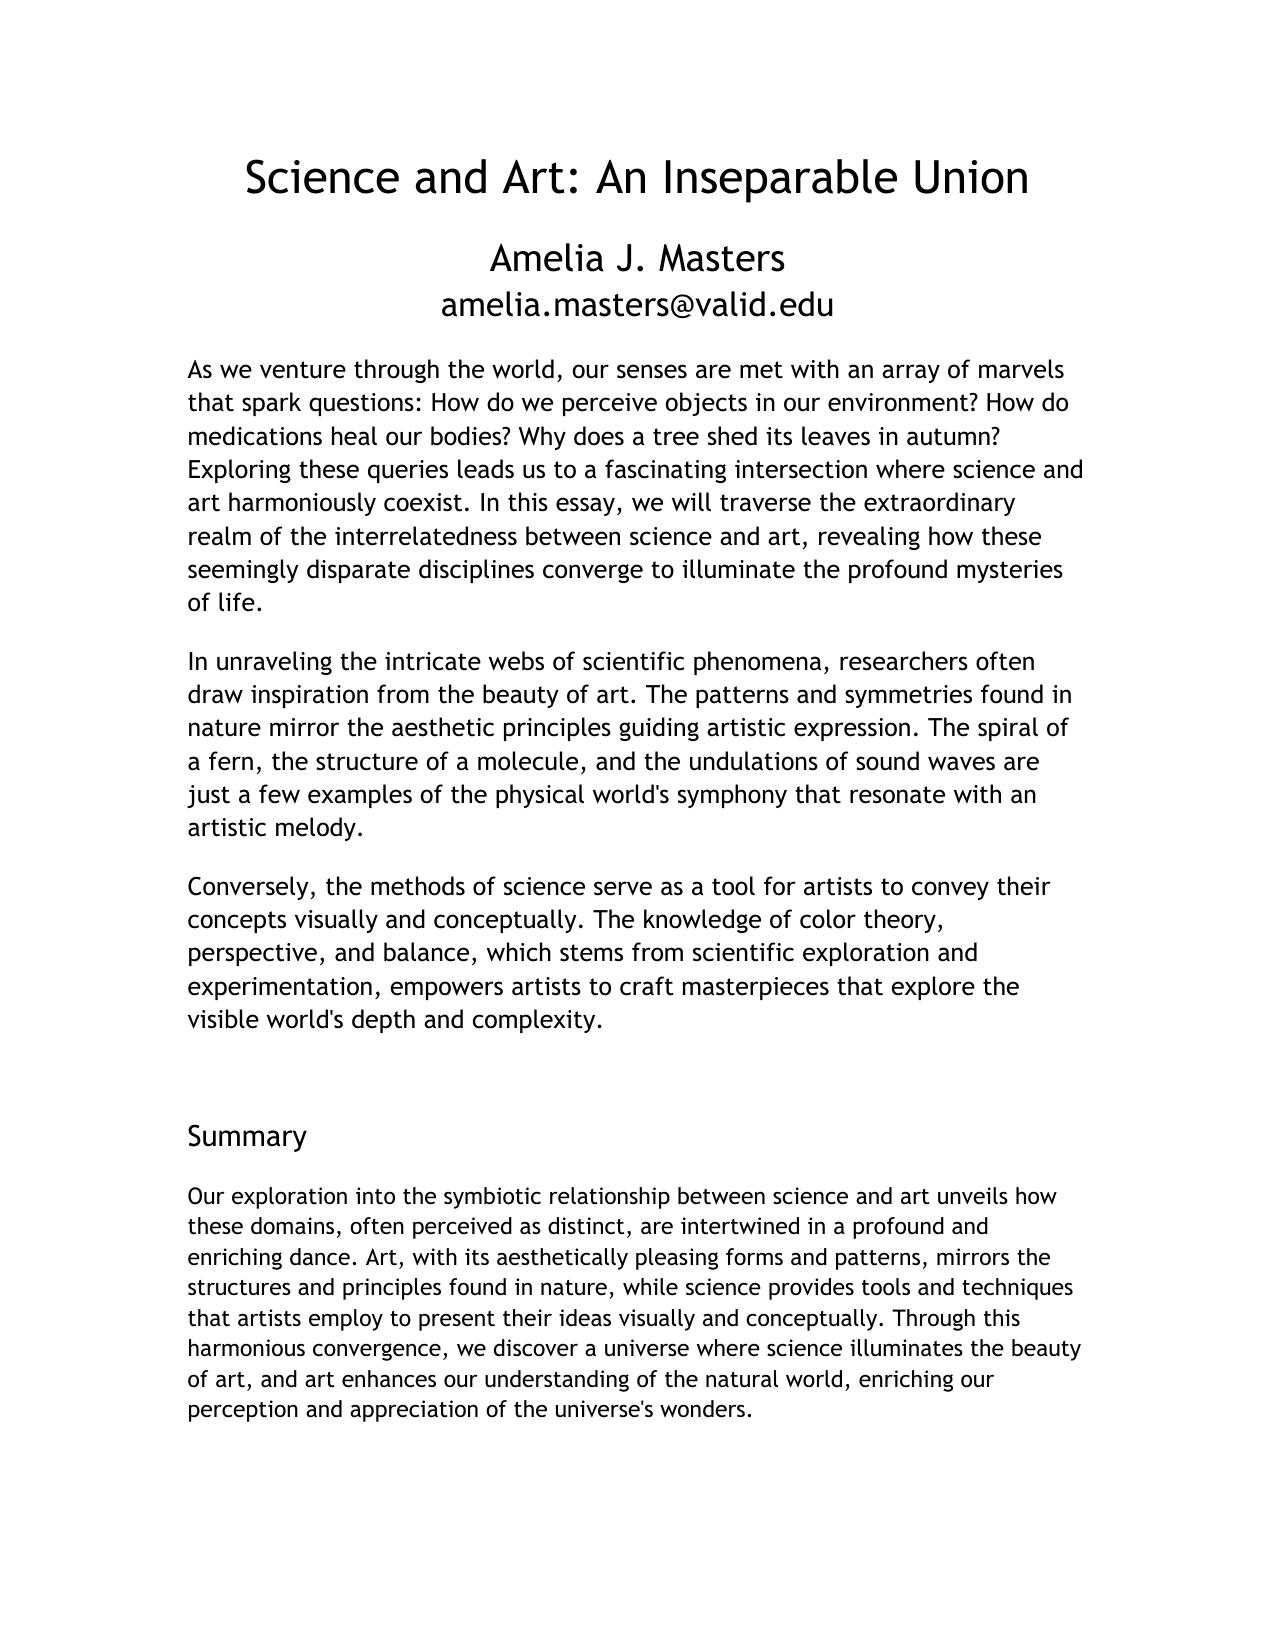 Science and Art: An Inseparable Union
Amelia J. Masters
amelia.masters@valid.edu
As we venture through the world, our senses are met with an array of marvels
that spark questions: How do we perceive objects in our environment? How do
medications heal our bodies? Why does a tree shed its leaves in autumn?
Exploring these queries leads us to a fascinating intersection where science and
art harmoniously coexist. In this essay, we will traverse the extraordinary
realm of the interrelatedness between science and art, revealing how these
seemingly disparate disciplines converge to illuminate the profound mysteries
of life.
In unraveling the intricate webs of scientific phenomena, researchers often
draw inspiration from the beauty of art. The patterns and symmetries found in
nature mirror the aesthetic principles guiding artistic expression. The spiral of
a fern, the structure of a molecule, and the undulations of sound waves are
just a few examples of the physical world's symphony that resonate with an
artistic melody.
Conversely, the methods of science serve as a tool for artists to convey their
concepts visually and conceptually. The knowledge of color theory,
perspective, and balance, which stems from scientific exploration and
experimentation, empowers artists to craft masterpieces that explore the
visible world's depth and complexity.
Summary
Our exploration into the symbiotic relationship between science and art unveils how
these domains, often perceived as distinct, are intertwined in a profound and
enriching dance. Art, with its aesthetically pleasing forms and patterns, mirrors the
structures and principles found in nature, while science provides tools and techniques
that artists employ to present their ideas visually and conceptually. Through this
harmonious convergence, we discover a universe where science illuminates the beauty
of art, and art enhances our understanding of the natural world, enriching our
perception and appreciation of the universe's wonders.